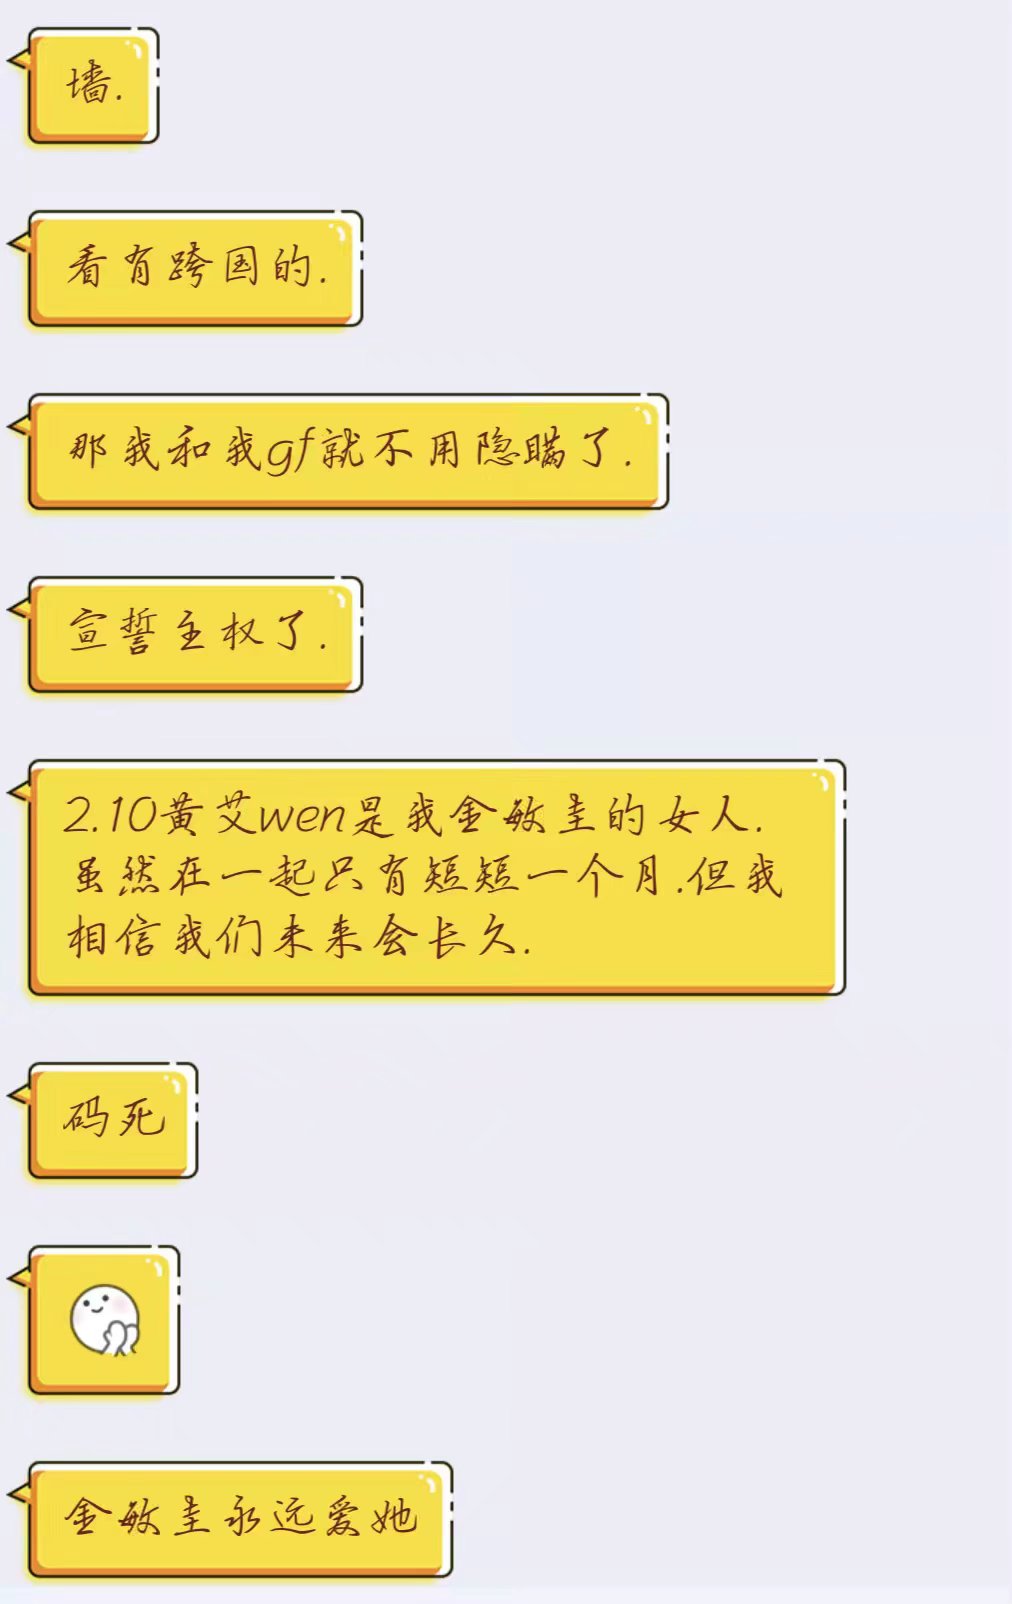 墙.
看有跨国的.
那我和我gf就不用隐瞒了.
宣誓主权了.
2.10黄艾wen是我金敏圭的女人.
虽然在一起只有短短一个月.但我
相信我们未来会长久.
码死
金敏圭永远爱她